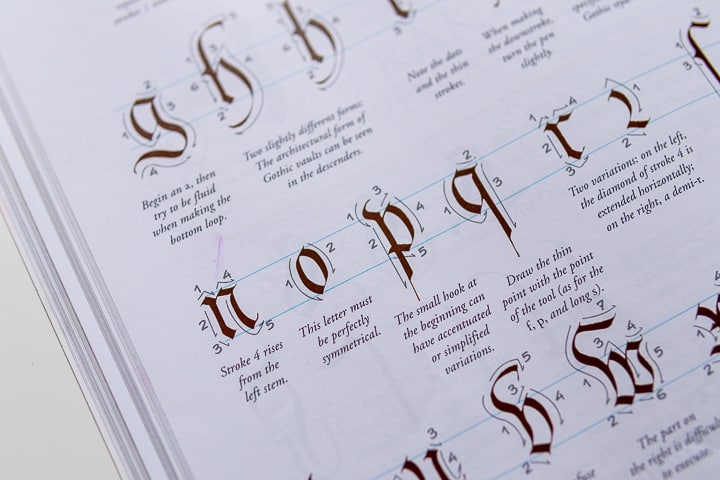 Note the dots
and the thin
strokes.
When making
the downstroke,
turn the pen
slightly.
g h h
Begin an a, then
try to be fluid
when making the
bottom loop.
Two slightly different forms:
The architectural form of
Gothic vaults can be seen
in the descenders.
n o p q r
Stroke 4 rises
from the
left stem.
This letter must
be perfectly
symmetrical.
The small hook at
the beginning can
have accentuated
or simplified
variations.
Draw the thin
point with the point
of the tool (as for the
f, p, and long s).
Two variations: on the left,
the diamond of stroke 4 is
extended horizontally;
on the right, a demi-r.
The part on
the right is difficult
to execute.